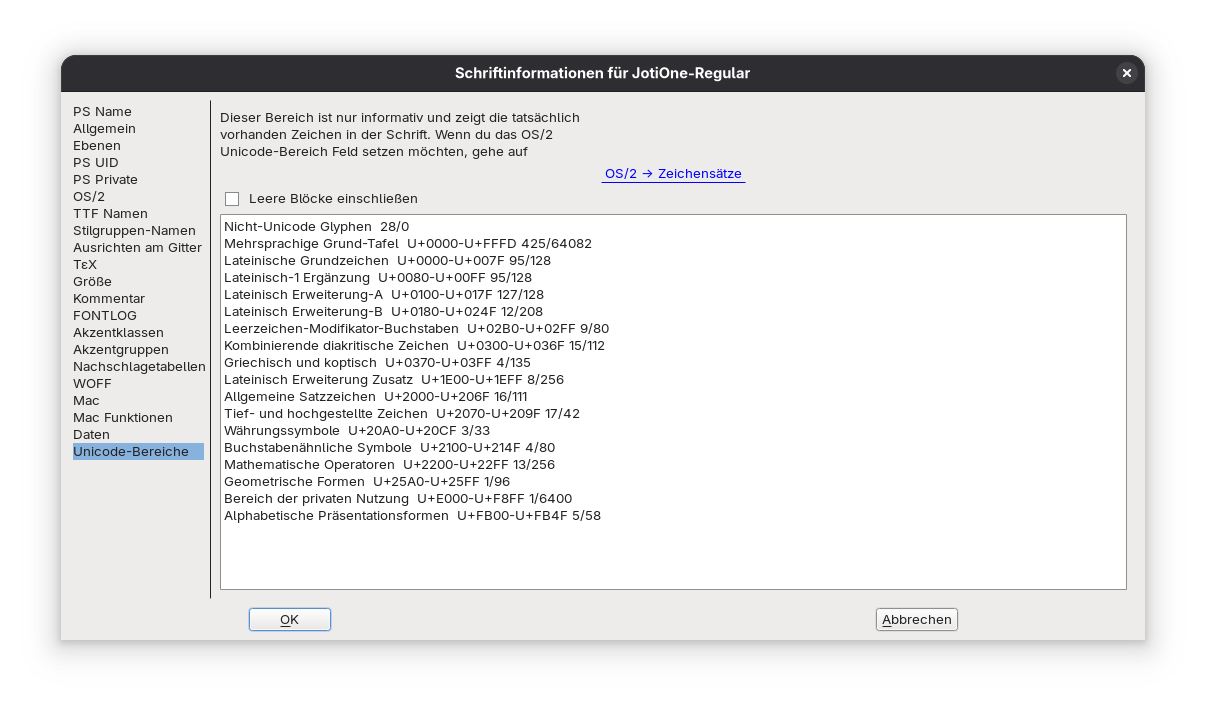 Schriftinformationen für JotiOne-Regular
PS Name
Allgemein
Ebenen
PS UID
PS Private
OS/2
TTF Namen
Stilgruppen-Namen
Ausrichten am Gitter
TεX
Größe
Kommentar
FONTLOG
Akzentklassen
Akzentgruppen
Nachschlagetabellen
WOFF
Mac
Mac Funktionen
Daten
Unicode-Bereiche
Dieser Bereich ist nur informativ und zeigt die tatsächlich
vorhanden Zeichen in der Schrift. Wenn du das OS/2
Unicode-Bereich Feld setzen möchten, gehe auf
OS/2 → Zeichensätze
Leere Blöcke einschließen
Nicht-Unicode Glyphen  28/0
Mehrsprachige Grund-Tafel  U+0000-U+FFFD 425/64082
Lateinische Grundzeichen  U+0000-U+007F 95/128
Lateinisch-1 Ergänzung  U+0080-U+00FF 95/128
Lateinisch Erweiterung-A  U+0100-U+017F 127/128
Lateinisch Erweiterung-B  U+0180-U+024F 12/208
Leerzeichen-Modifikator-Buchstaben  U+02B0-U+02FF 9/80
Kombinierende diakritische Zeichen  U+0300-U+036F 15/112
Griechisch und koptisch  U+0370-U+03FF 4/135
Lateinisch Erweiterung Zusatz  U+1E00-U+1EFF 8/256
Allgemeine Satzzeichen  U+2000-U+206F 16/111
Tief- und hochgestellte Zeichen  U+2070-U+209F 17/42
Währungssymbole  U+20A0-U+20CF 3/33
Buchstabenähnliche Symbole  U+2100-U+214F 4/80
Mathematische Operatoren  U+2200-U+22FF 13/256
Geometrische Formen  U+25A0-U+25FF 1/96
Bereich der privaten Nutzung  U+E000-U+F8FF 1/6400
Alphabetische Präsentationsformen  U+FB00-U+FB4F 5/58
OK
Abbrechen